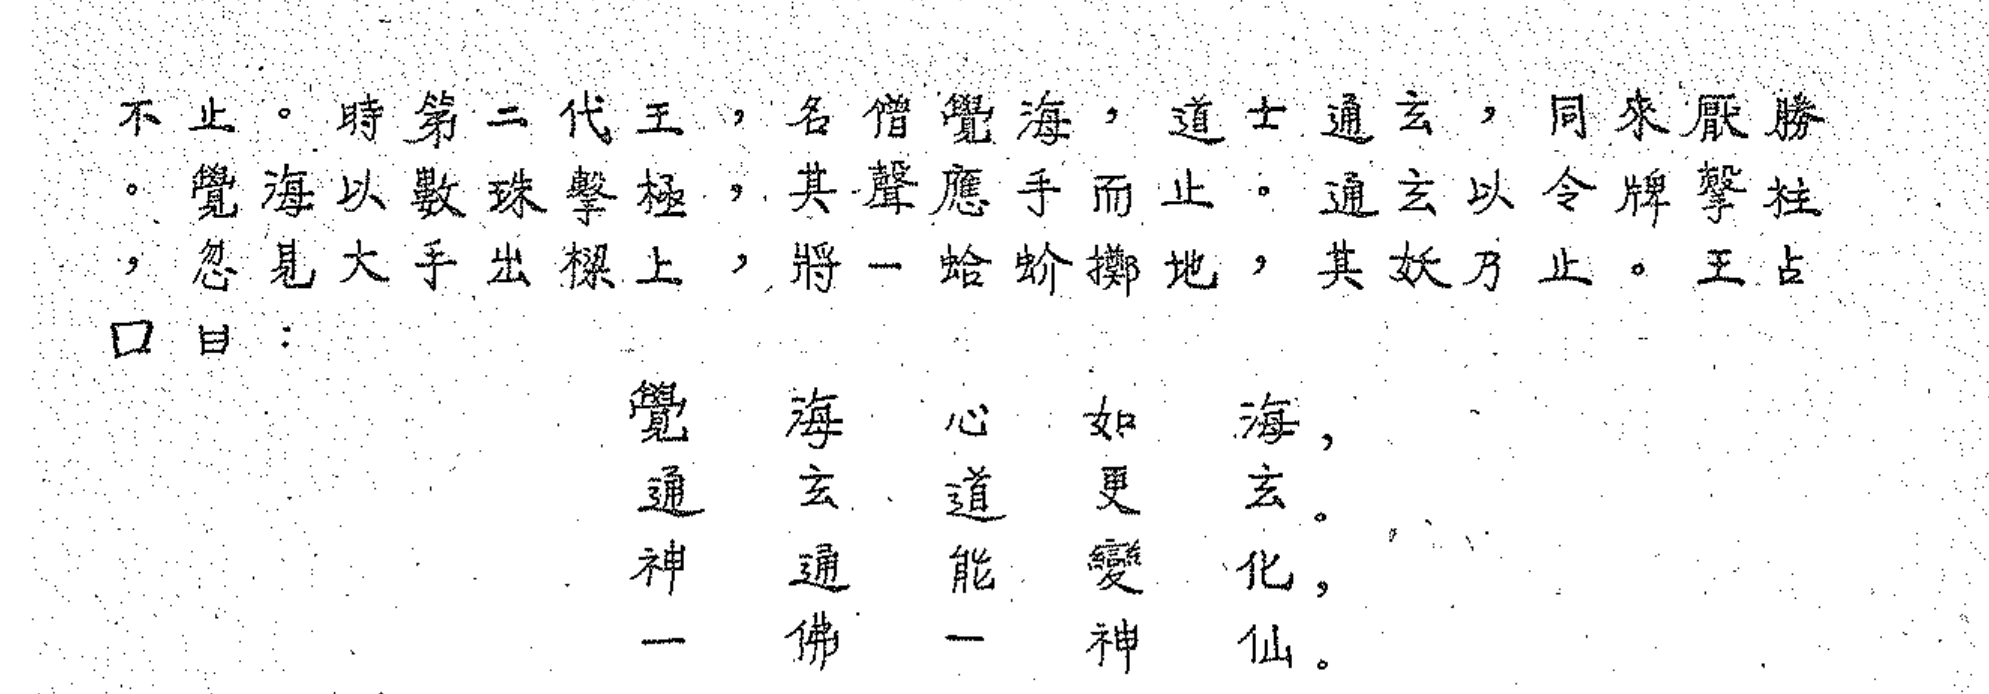 不止。時第二代王，名僧覺海，道士通玄，同來厭勝
。覺海以數珠擊極，其聲應手而止。通玄以令牌擊柱
，忽見大手出樑上，將一蛤蚧擲地，其妖乃止。王占
口曰：
覺海心如海，
通玄道更玄。
神通能變化，
一佛一神仙。